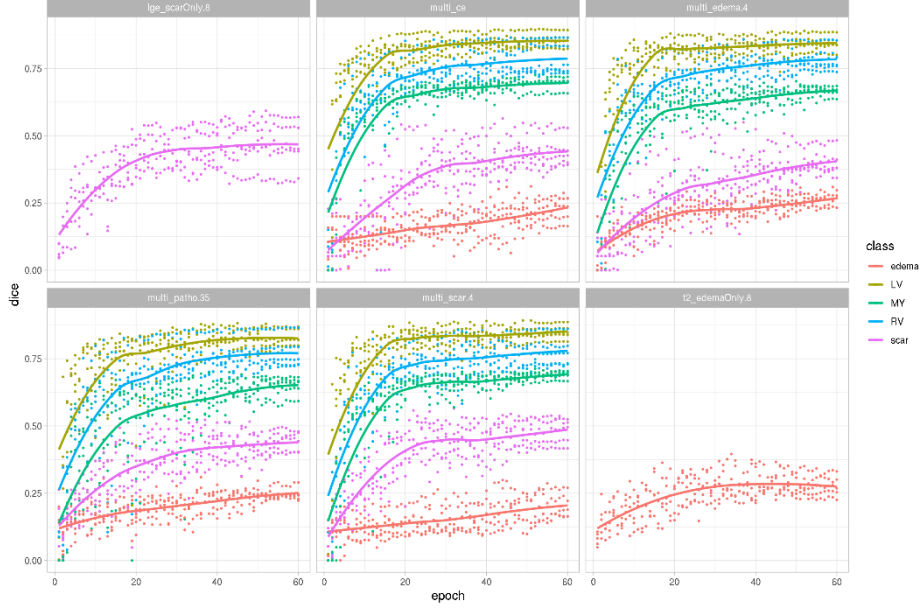 lge_scarOnly.8
multi_ce
multi_edema.4
0.75
0.50
0.25
0.00
dice
multi_patho.35
multi_scar.4
t2_edemaOnly.8
0.75
0.50
0.25
0.00
0 20 40 60 0 20 40 60 0 20 40 60
epoch
class
edema
LV
MY
RV
scar